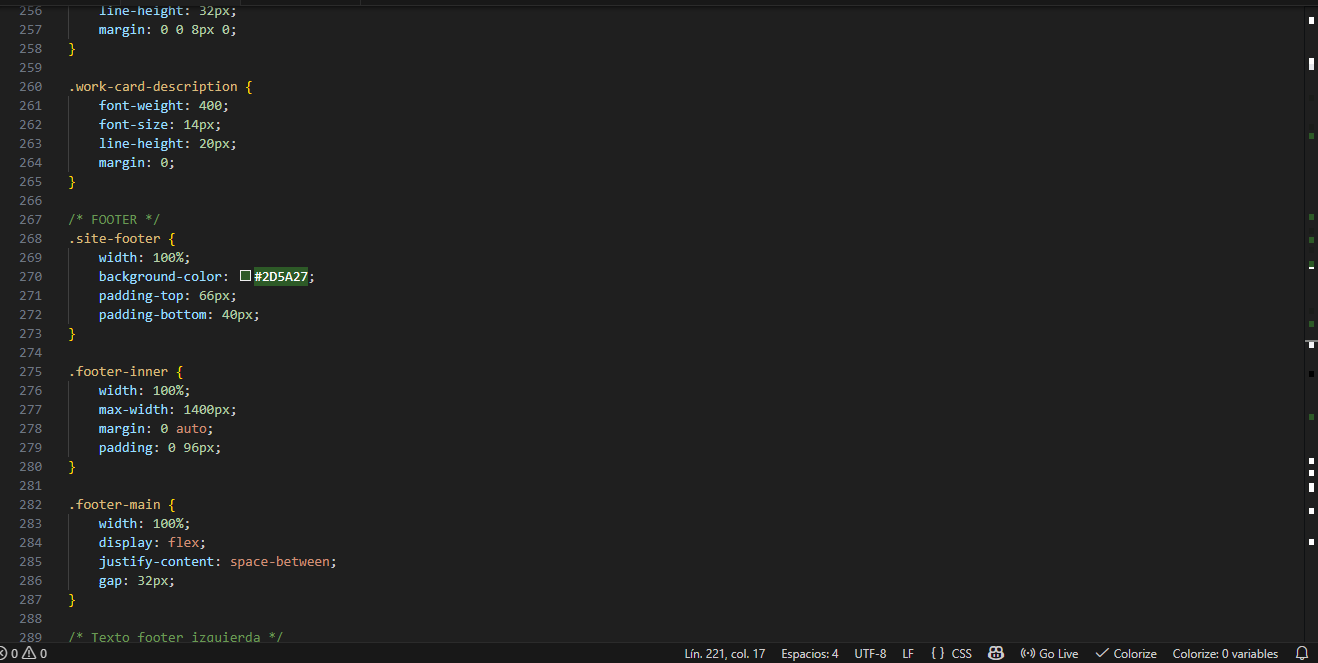 256 line-height: 32px;
257 margin: 0 0 8px 0;
258 }
259
260 .work-card-description {
261 font-weight: 400;
262 font-size: 14px;
263 line-height: 20px;
264 margin: 0;
265 }
266
267 /* FOOTER */
268 .site-footer {
269 width: 100%;
270 background-color: #2D5A27;
271 padding-top: 66px;
272 padding-bottom: 40px;
273 }
274
275 .footer-inner {
276 width: 100%;
277 max-width: 1400px;
278 margin: 0 auto;
279 padding: 0 96px;
280 }
281
282 .footer-main {
283 width: 100%;
284 display: flex;
285 justify-content: space-between;
286 gap: 32px;
287 }
288
289 /* Texto footer izquierda */
0 0 Lín. 221, col. 17 Espacios: 4 UTF-8 LF { } CSS Go Live Colorize Colorize: 0 variables